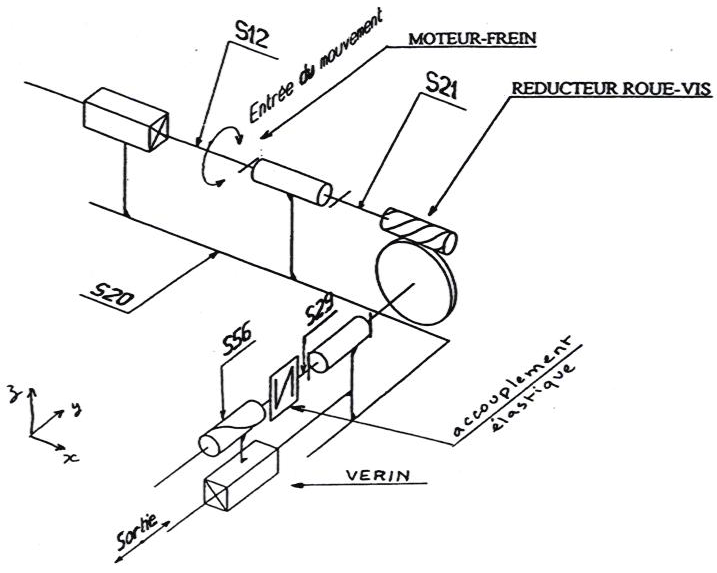 S12
MOTEUR-FREIN
Entrée du mouvement
S21
REDUCTEUR ROUE-VIS
S20
S29
S56
accouplement
élastique
z
y
x
VERIN
Sortie